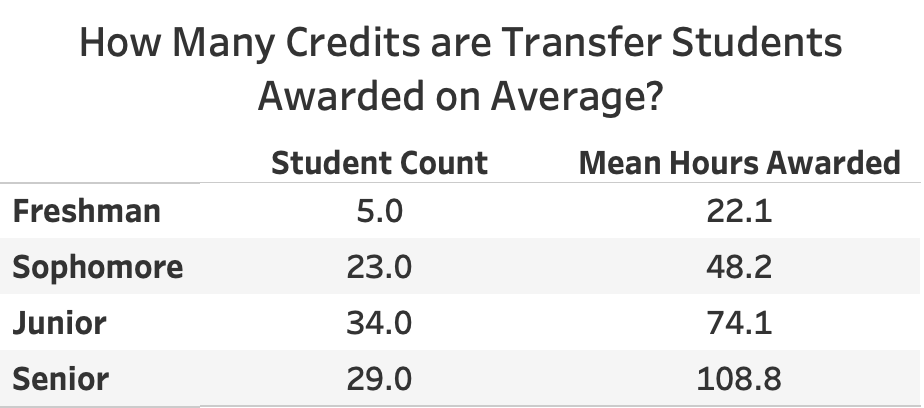 How Many Credits are Transfer Students
Awarded on Average?
Student Count Mean Hours Awarded
Freshman 5.0 22.1
Sophomore 23.0 48.2
Junior 34.0 74.1
Senior 29.0 108.8